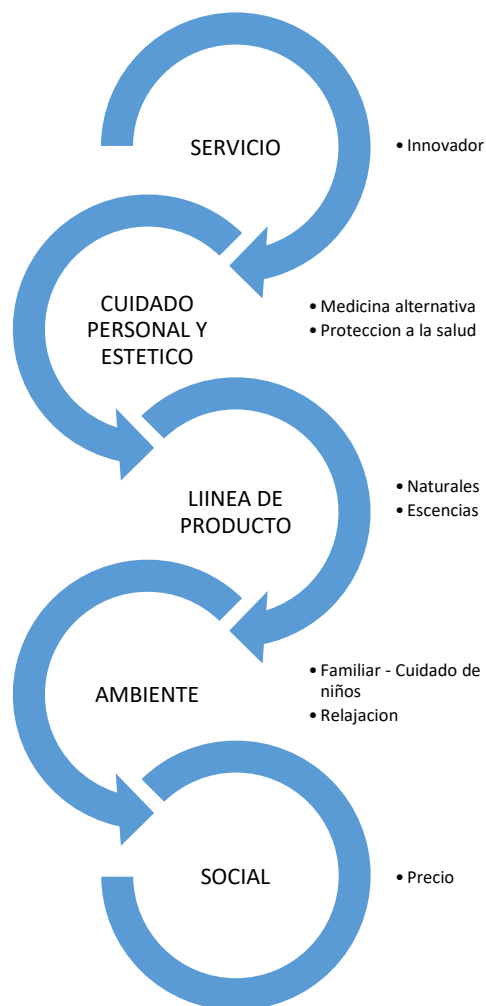 SERVICIO
• Innovador
CUIDADO
PERSONAL Y
ESTETICO
• Medicina alternativa
• Proteccion a la salud
LIINEA DE
PRODUCTO
• Naturales
• Escencias
AMBIENTE
• Familiar - Cuidado de
niños
• Relajacion
SOCIAL
• Precio